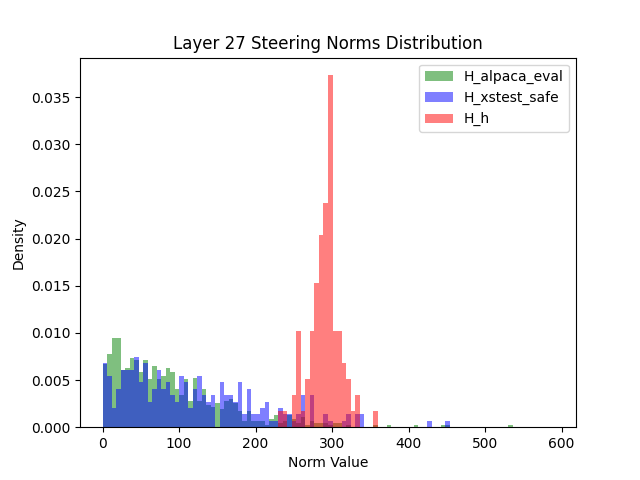 Layer 27 Steering Norms Distribution
H_alpaca_eval
H_xstest_safe
H_h
Density
0.035
0.030
0.025
0.020
0.015
0.010
0.005
0.000
0
100
200
300
400
500
600
Norm Value